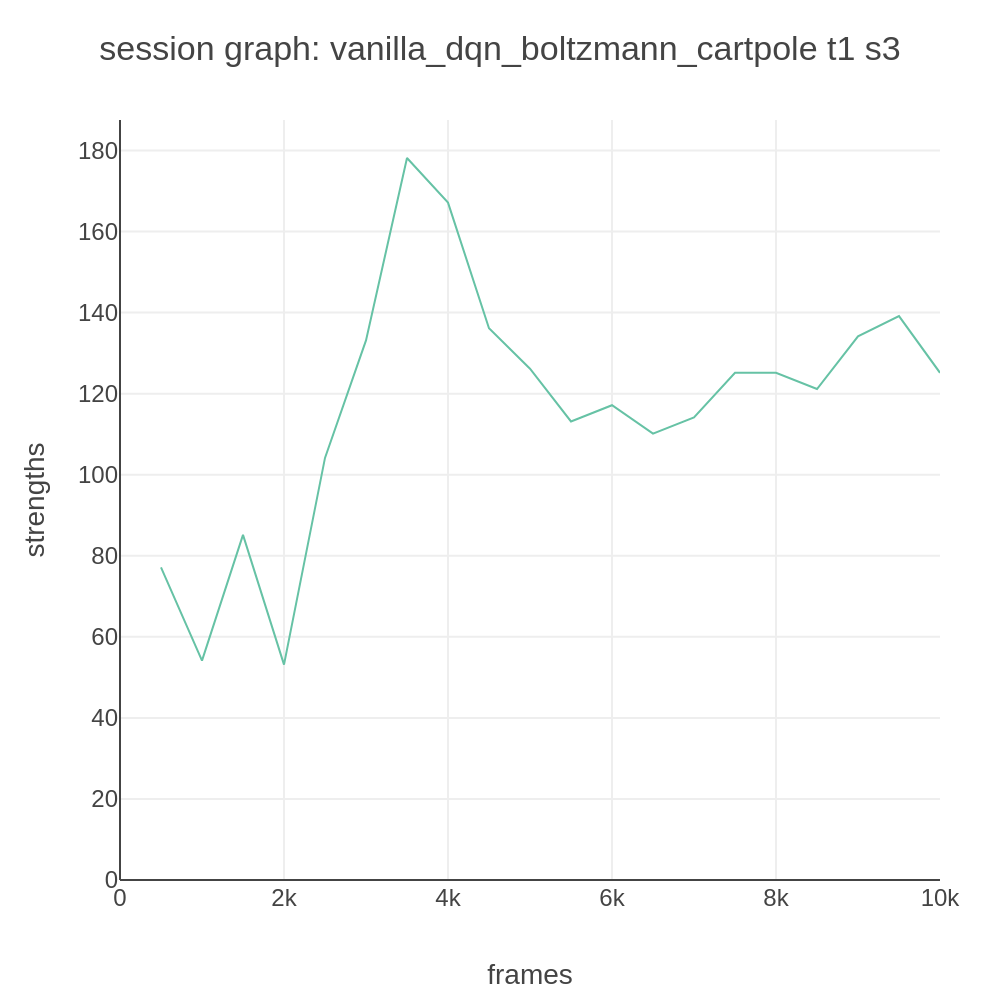 session graph: vanilla_dqn_boltzmann_cartpole t1 s3
180
160
140
120
100
80
60
40
20
0
strengths
0 2k 4k 6k 8k 10k
frames